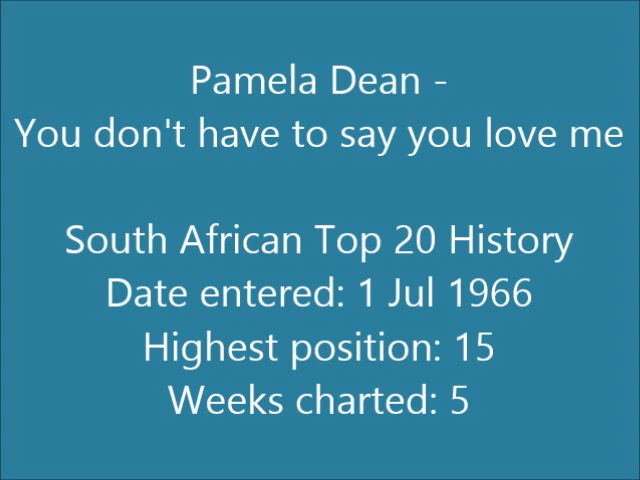 Pamela Dean -
You don't have to say you love me
South African Top 20 History
Date entered: 1 Jul 1966
Highest position: 15
Weeks charted: 5